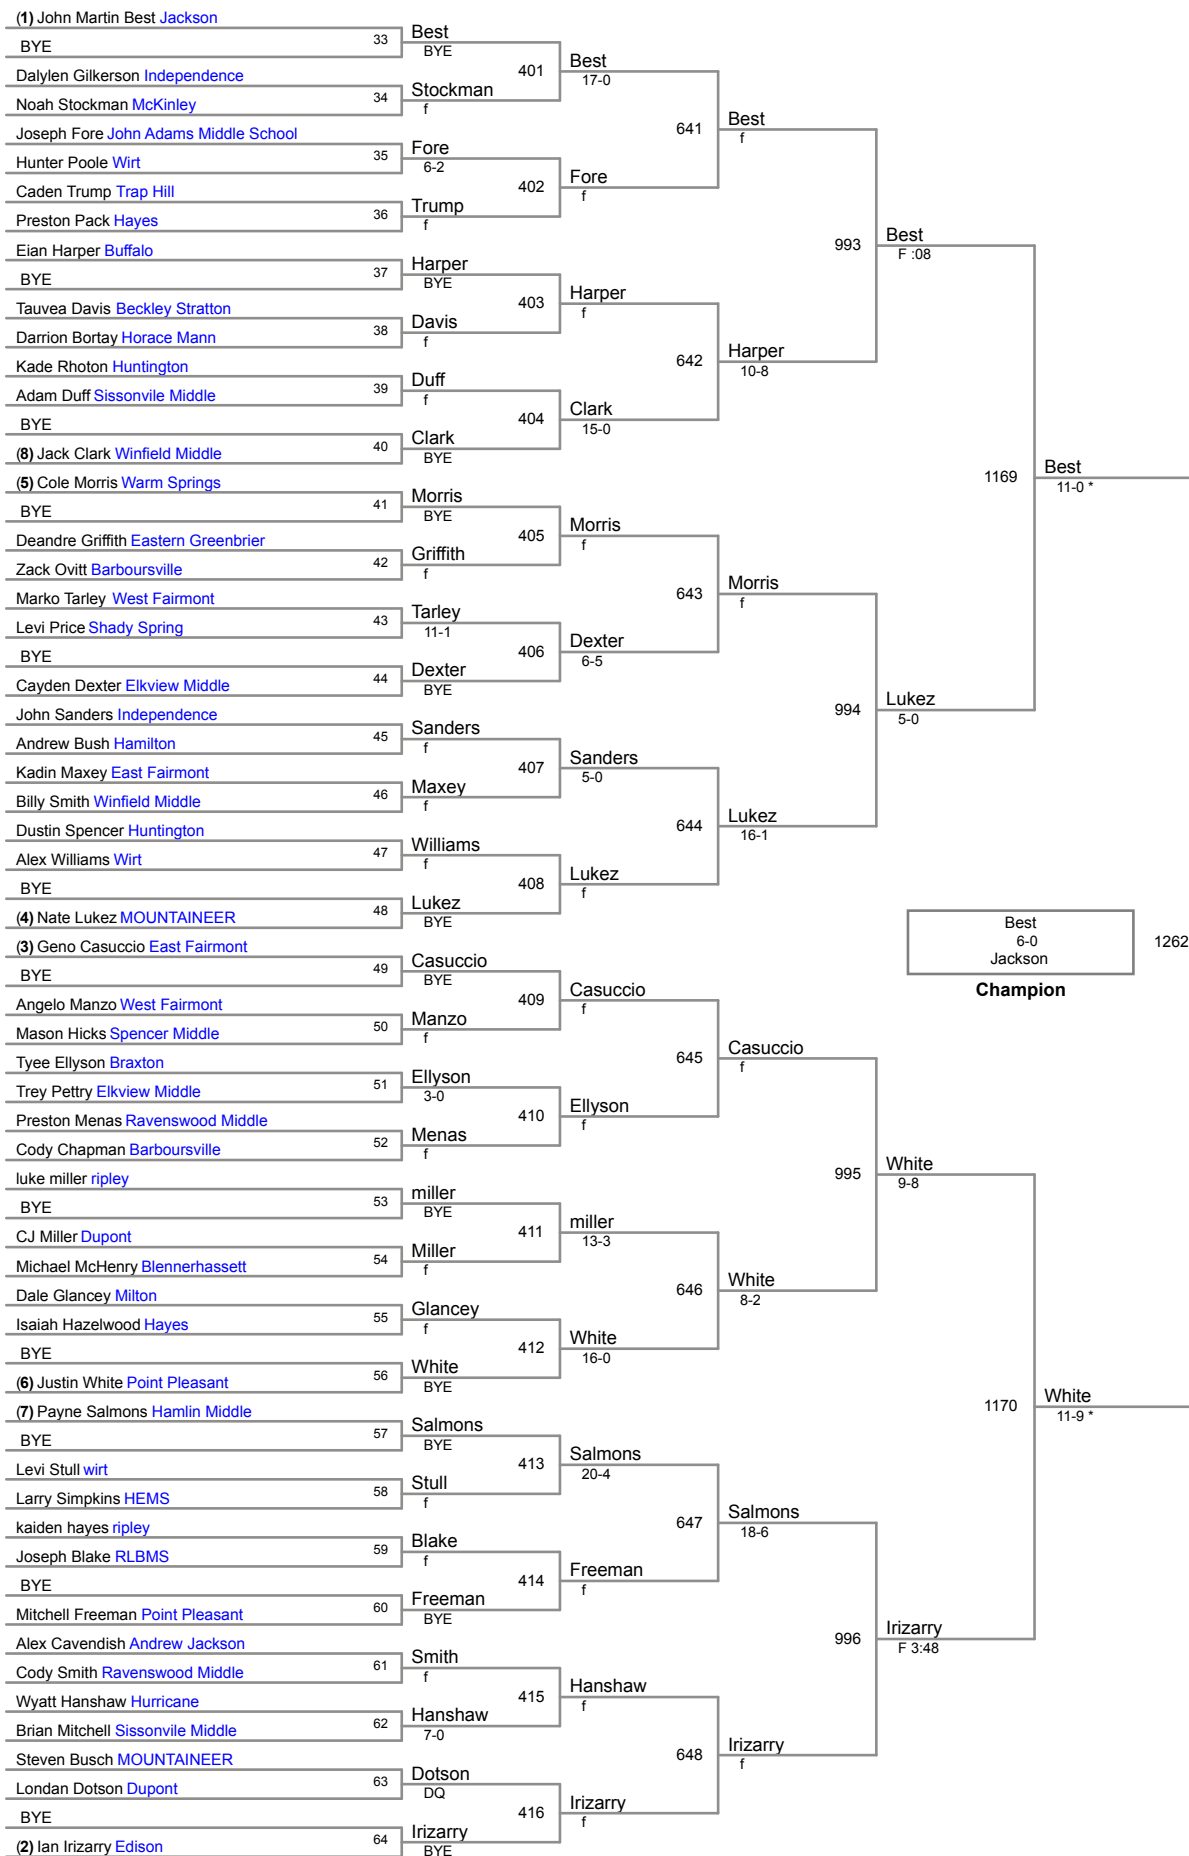 (1) John Martin Best Jackson
BYE
33
Best
BYE
Dalylen Gilkerson Independence
Noah Stockman McKinley
34
Stockman
f
401
Best
17-0
Joseph Fore John Adams Middle School
Hunter Poole Wirt
35
Fore
6-2
Caden Trump Trap Hill
Preston Pack Hayes
36
Trump
f
402
Fore
f
641
Best
f
Eian Harper Buffalo
BYE
37
Harper
BYE
Tauvea Davis Beckley Stratton
Darrion Bortay Horace Mann
38
Davis
f
403
Harper
f
Kade Rhoton Huntington
Adam Duff Sissonvile Middle
39
Duff
f
BYE
(8) Jack Clark Winfield Middle
40
Clark
BYE
404
Clark
15-0
642
Harper
10-8
993
Best
F :08
(5) Cole Morris Warm Springs
BYE
41
Morris
BYE
Deandre Griffith Eastern Greenbrier
Zack Ovitt Barboursville
42
Griffith
f
405
Morris
f
Marko Tarley West Fairmont
Levi Price Shady Spring
43
Tarley
11-1
BYE
Cayden Dexter Elkview Middle
44
Dexter
BYE
406
Dexter
6-5
643
Morris
f
John Sanders Independence
Andrew Bush Hamilton
45
Sanders
f
Kadin Maxey East Fairmont
Billy Smith Winfield Middle
46
Maxey
f
407
Sanders
5-0
Dustin Spencer Huntington
Alex Williams Wirt
47
Williams
f
BYE
(4) Nate Lukez MOUNTAINEER
48
Lukez
BYE
408
Lukez
f
644
Lukez
16-1
994
Lukez
5-0
1169
Best
11-0 *
(3) Geno Casuccio East Fairmont
BYE
49
Casuccio
BYE
Angelo Manzo West Fairmont
Mason Hicks Spencer Middle
50
Manzo
f
409
Casuccio
f
Tyee Ellyson Braxton
Trey Pettry Elkview Middle
51
Ellyson
3-0
Preston Menas Ravenswood Middle
Cody Chapman Barboursville
52
Menas
f
410
Ellyson
f
645
Casuccio
f
luke miller ripley
BYE
53
miller
BYE
CJ Miller Dupont
Michael McHenry Blennerhassett
54
Miller
f
411
miller
13-3
Dale Glancey Milton
Isaiah Hazelwood Hayes
55
Glancey
f
BYE
(6) Justin White Point Pleasant
56
White
BYE
412
White
16-0
646
White
8-2
995
White
9-8
(7) Payne Salmons Hamlin Middle
BYE
57
Salmons
BYE
Levi Stull wirt
Larry Simpkins HEMS
58
Stull
f
413
Salmons
20-4
kaiden hayes ripley
Joseph Blake RLBMS
59
Blake
f
BYE
Mitchell Freeman Point Pleasant
60
Freeman
BYE
414
Freeman
f
647
Salmons
18-6
Alex Cavendish Andrew Jackson
Cody Smith Ravenswood Middle
61
Smith
f
Wyatt Hanshaw Hurricane
Brian Mitchell Sissonvile Middle
62
Hanshaw
7-0
415
Hanshaw
f
Steven Busch MOUNTAINEER
Londan Dotson Dupont
63
Dotson
DQ
BYE
(2) Ian Irizarry Edison
64
Irizarry
BYE
416
Irizarry
f
648
Irizarry
f
996
Irizarry
F 3:48
1170
White
11-9 *
Best
6-0
Jackson
1262
Champion